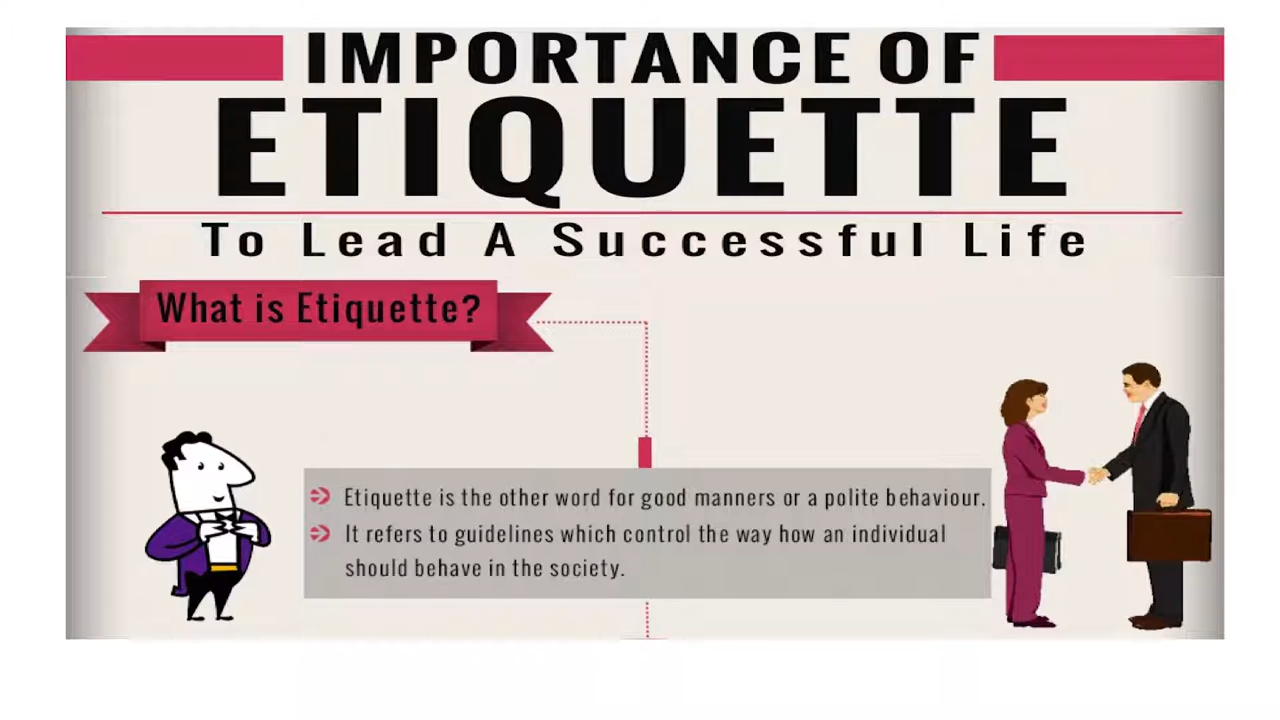 IMPORTANCE OF
ETIQUETTE
To Lead A Successful Life
What is Etiquette?
Etiquette is the other word for good manners or a polite behaviour.
It refers to guidelines which control the way how an individual
should behave in the society.